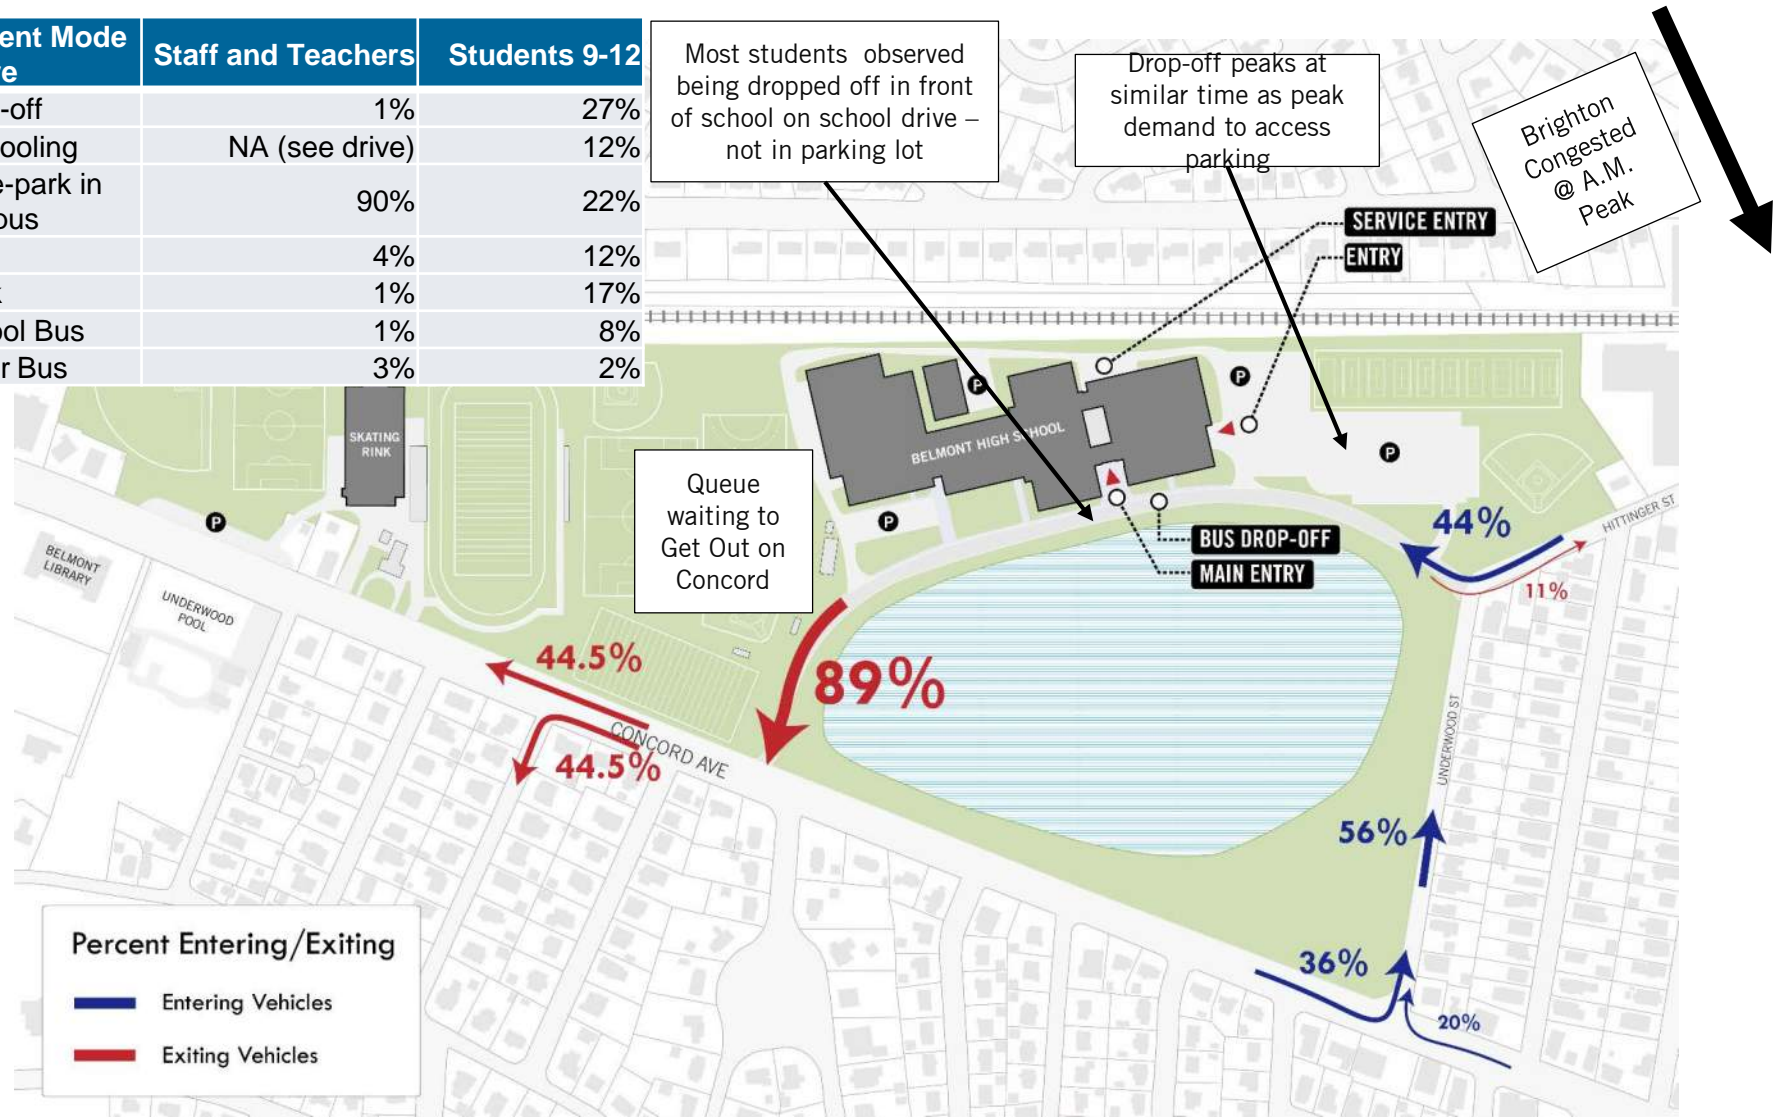 ent Mode
e
Staff and Teachers
Students 9-12
-off
1%
27%
ooling
NA (see drive)
12%
e-park in
ous
90%
22%
4%
12%
1%
17%
ool Bus
1%
8%
r Bus
3%
2%
Most students observed
being dropped off in front
of school on school drive –
not in parking lot
Drop-off peaks at
similar time as peak
demand to access
parking
Brighton
Congested
@ A.M.
Peak
SERVICE ENTRY
ENTRY
P
P
P
P
P
SKATING
RINK
BELMONT HIGH SCHOOL
Queue
waiting to
Get Out on
Concord
BUS DROP-OFF
MAIN ENTRY
44%
11%
HITTINGER ST
BELMONT
LIBRARY
UNDERWOOD
POOL
44.5%
44.5%
89%
CONCORD AVE
UNDERWOOD ST
56%
36%
20%
Percent Entering/Exiting
Entering Vehicles
Exiting Vehicles